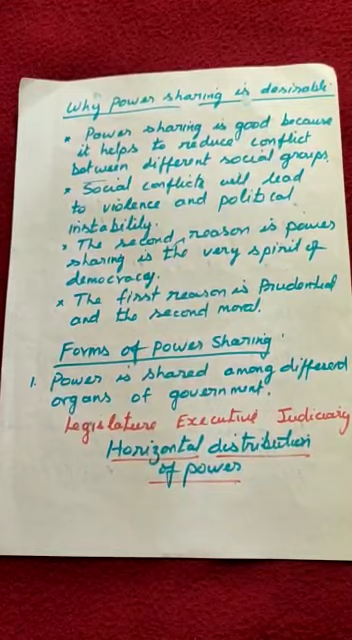 Why power sharing is desirable.
* Power sharing is good because
it helps to reduce conflict
between different social groups.
* Social conflicts will lead
to violence and political
instability.
* The second reason is power
sharing is the very spirit of
democracy.
* The first reason is Prudential
and the second moral.
Forms of power sharing
1. Power is shared among different
organs of government.
Legislature Executive Judiciary
Horizontal distribution
of power